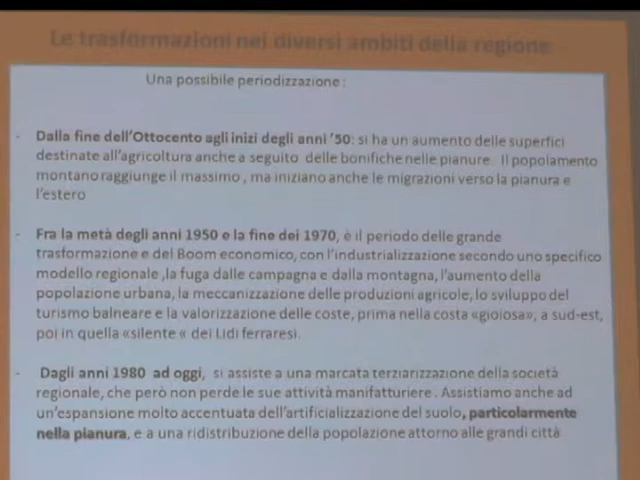 Le trasformazioni nei diversi ambiti della regione
Una possibile periodizzazione :
- Dalla fine dell'Ottocento agli inizi degli anni '50: si ha un aumento delle superfici
destinate all'agricoltura anche a seguito delle bonifiche nelle pianure. Il popolamento
montano raggiunge il massimo , ma iniziano anche le migrazioni verso la pianura e
l'estero
- Fra la metà degli anni 1950 e la fine dei 1970, è il periodo delle grande
trasformazione e del Boom economico, con l'industrializzazione secondo uno specifico
modello regionale ,la fuga dalle campagna e dalla montagna, l'aumento della
popolazione urbana, la meccanizzazione delle produzioni agricole, lo sviluppo del
turismo balneare e la valorizzazione delle coste, prima nella costa «gioiosa», a sud-est,
poi in quella «silente « dei Lidi ferraresi.
- Dagli anni 1980 ad oggi, si assiste a una marcata terziarizzazione della società
regionale, che però non perde le sue attività manifatturiere . Assistiamo anche ad
un'espansione molto accentuata dell'artificializzazione del suolo, particolarmente
nella pianura, e a una ridistribuzione della popolazione attorno alle grandi città